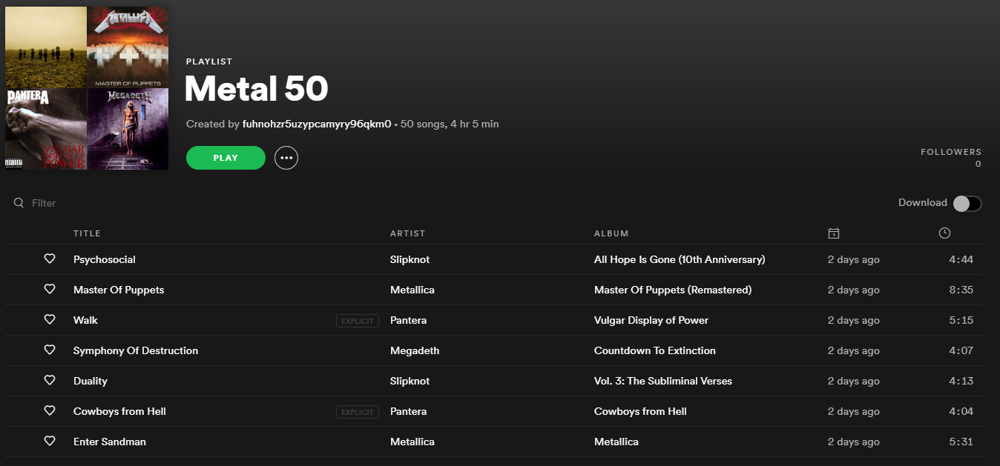 METALLICA
MASTER OF PUPPETS
PANTERA
MEGADETH
VULGAR
DISPLAY OF
POWER
PLAYLIST
Metal 50
Created by fuhnohzr5uzypcamyry96qkm0 • 50 songs, 4 hr 5 min
PLAY
FOLLOWERS
0
Filter
Download
TITLE ARTIST ALBUM
Psychosocial Slipknot All Hope Is Gone (10th Anniversary) 2 days ago 4:44
Master Of Puppets Metallica Master Of Puppets (Remastered) 2 days ago 8:35
Walk EXPLICIT Pantera Vulgar Display of Power 2 days ago 5:15
Symphony Of Destruction Megadeth Countdown To Extinction 2 days ago 4:07
Duality Slipknot Vol. 3: The Subliminal Verses 2 days ago 4:13
Cowboys from Hell EXPLICIT Pantera Cowboys from Hell 2 days ago 4:04
Enter Sandman Metallica Metallica 2 days ago 5:31